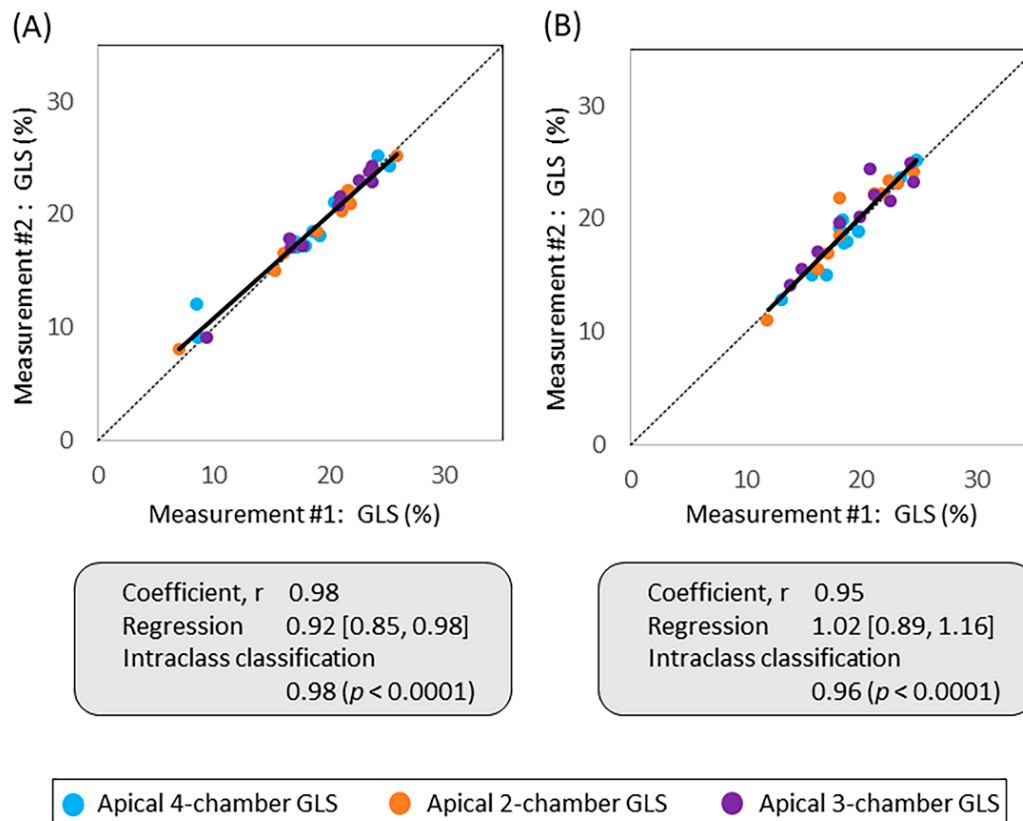 (A)
Measurement #2 : GLS (%)
30
20
10
0
0 10 20 30
Measurement #1: GLS (%)
Coefficient, r 0.98
Regression 0.92 [0.85, 0.98]
Intraclass classification
0.98 (p < 0.0001)
(B)
Measurement #2 : GLS (%)
30
20
10
0
0 10 20 30
Measurement #1: GLS (%)
Coefficient, r 0.95
Regression 1.02 [0.89, 1.16]
Intraclass classification
0.96 (p < 0.0001)
Apical 4-chamber GLS Apical 2-chamber GLS Apical 3-chamber GLS